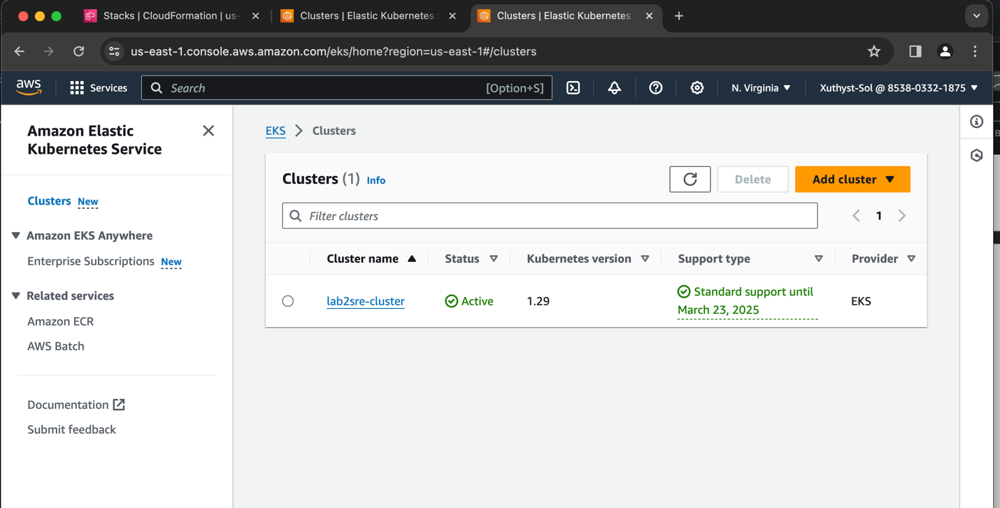 Stacks | CloudFormation | us-
Clusters | Elastic Kubernetes
Clusters | Elastic Kubernetes
us-east-1.console.aws.amazon.com/eks/home?region=us-east-1#/clusters
aws
Services
Search
[Option+S]
N. Virginia
Xuthyst-Sol @ 8538-0332-1875
Amazon Elastic
Kubernetes Service
Clusters New
Amazon EKS Anywhere
Enterprise Subscriptions New
Related services
Amazon ECR
AWS Batch
Documentation
Submit feedback
EKS > Clusters
Clusters (1) Info
Delete
Add cluster
Filter clusters
1
Cluster name
Status
Kubernetes version
Support type
Provider
lab2sre-cluster
Active
1.29
Standard support until
March 23, 2025
EKS